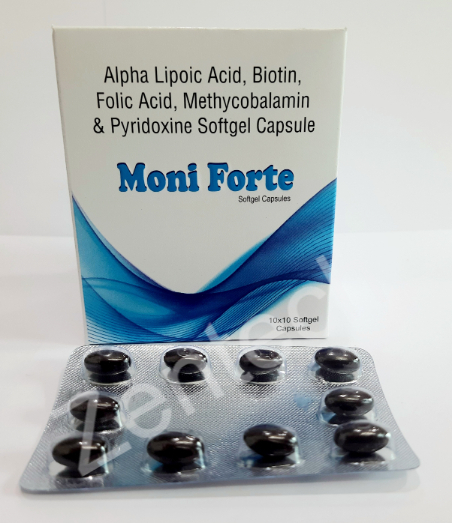 Alpha Lipoic Acid, Biotin,
Folic Acid, Methycobalamin
& Pyridoxine Softgel Capsule
Moni Forte
Softgel Capsules
10x10 Softgel
Capsules